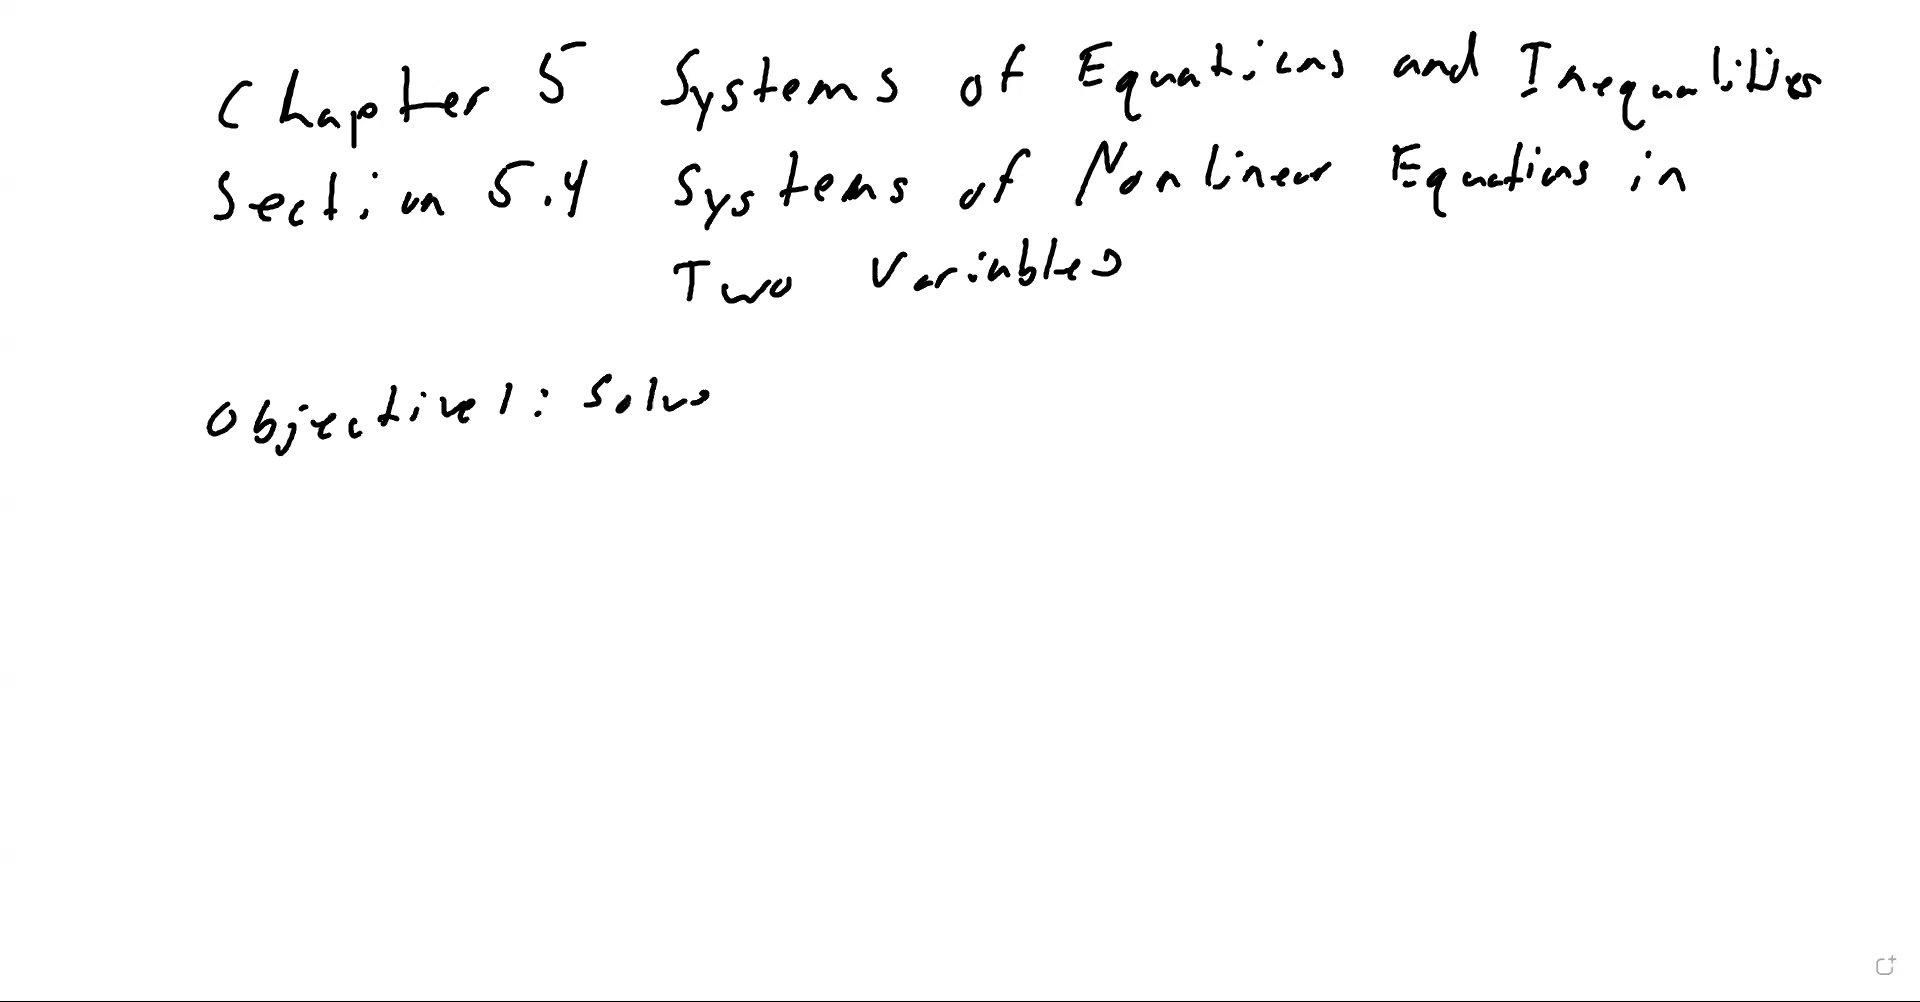 Chapter 5 Systems of Equations and Inequalities
Section 5.4 Systems of Nonlinear Equations in
Two Variables
Objective 1: Solve